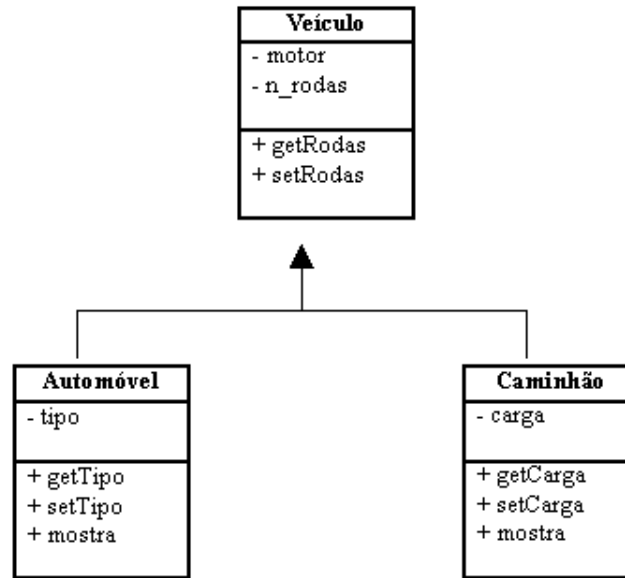 Veículo
- motor
- n_rodas
+ getRodas
+ setRodas
Automóvel
- tipo
+ getTipo
+ setTipo
+ mostra
Caminhão
- carga
+ getCarga
+ setCarga
+ mostra